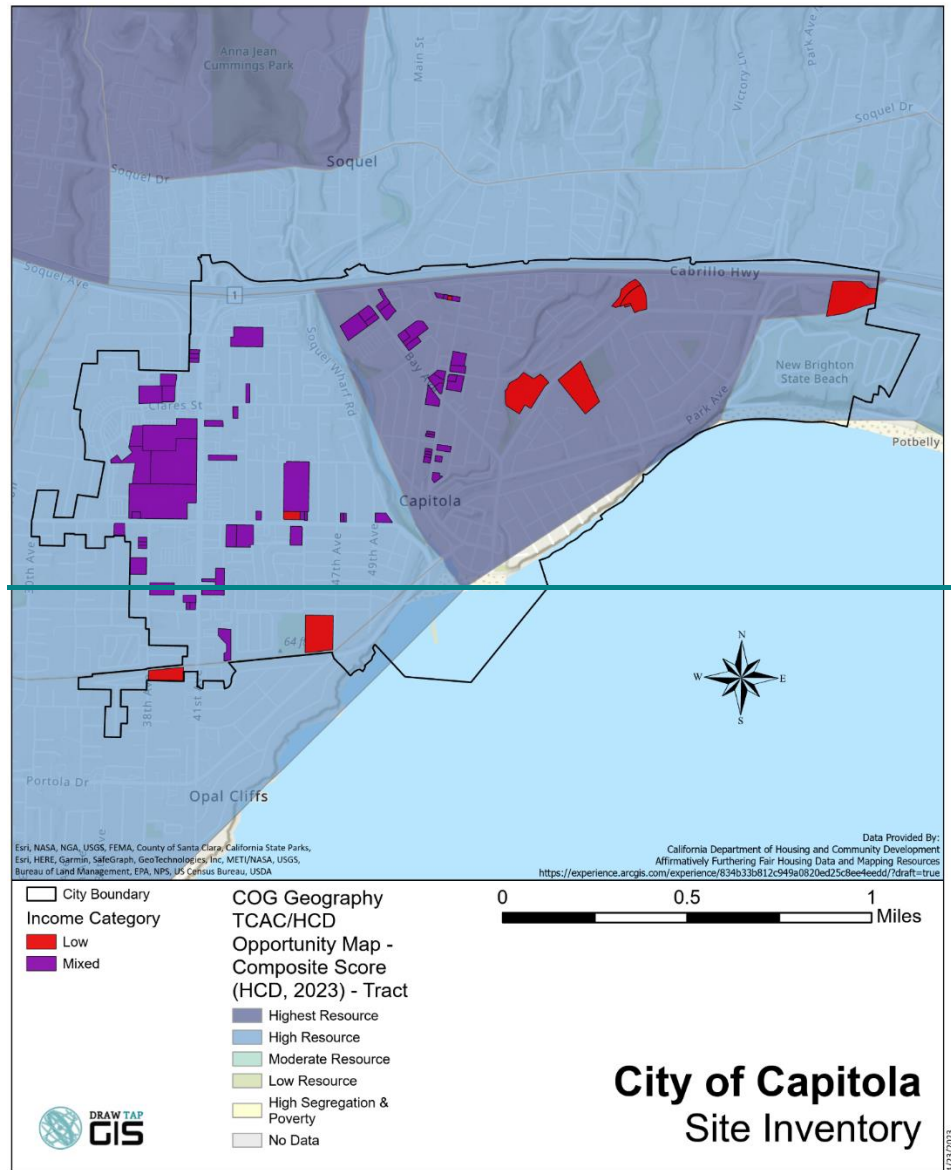 Anna Jean
Cummings Park
Main St
Victory Ln
Park Ave
Soquel Dr
Soquel Dr
Soquel
Soquel Ave
1
Cabrillo Hwy
Soquel Wharf Rd
Bay
New Brighton
State Beach
Clares St
Park Ave
Potbelly
Capitola
30th Ave
47th Ave
49th Ave
64 ft
38th Ave
41st
N
W
E
S
Portola Dr
Opal Cliffs
Esri, NASA, NGA, USGS, FEMA, County of Santa Clara, California State Parks,
Esri, HERE, Garmin, SafeGraph, GeoTechnologies, Inc, METI/NASA, USGS,
Bureau of Land Management, EPA, NPS, US Census Bureau, USDA
Data Provided By:
California Department of Housing and Community Development
Affirmatively Furthering Fair Housing Data and Mapping Resources
https://experience.arcgis.com/experience/834b33b812c949a0820ed25c8ee4eedd/?draft=true
City Boundary
Income Category
Low
Mixed
COG Geography
TCAC/HCD
Opportunity Map -
Composite Score
(HCD, 2023) - Tract
Highest Resource
High Resource
Moderate Resource
Low Resource
High Segregation &
Poverty
No Data
0 0.5 1
Miles
DRAW TAP
GIS
City of Capitola
Site Inventory